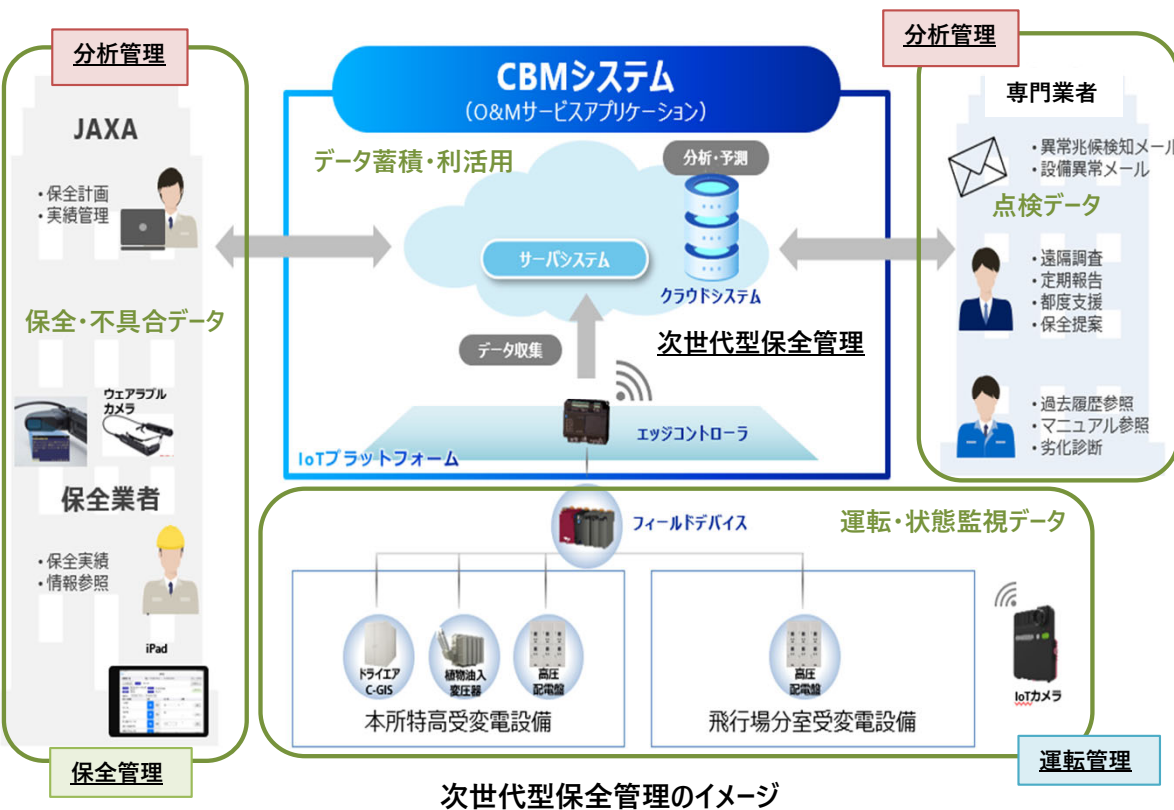 分析管理
JAXA
・保全計画
・実績管理
保全・不具合データ
ウェアラブル
カメラ
保全業者
・保全実績
・情報参照
iPad
保全管理
CBMシステム
(O&Mサービスアプリケーション)
データ蓄積・利活用
分析・予測
サーバシステム
クラウドシステム
データ収集
次世代型保全管理
エッジコントローラ
IoTプラットフォーム
分析管理
専門業者
・異常兆候検知メール
・設備異常メール
点検データ
・遠隔調査
・定期報告
・都度支援
・保全提案
・過去履歴参照
・マニュアル参照
・劣化診断
フィールドデバイス
運転・状態監視データ
ドライエア
C-GIS
植物油入
変圧器
高圧
配電盤
本所特高受変電設備
高圧
配電盤
飛行場分室受変電設備
IoTカメラ
運転管理
次世代型保全管理のイメージ